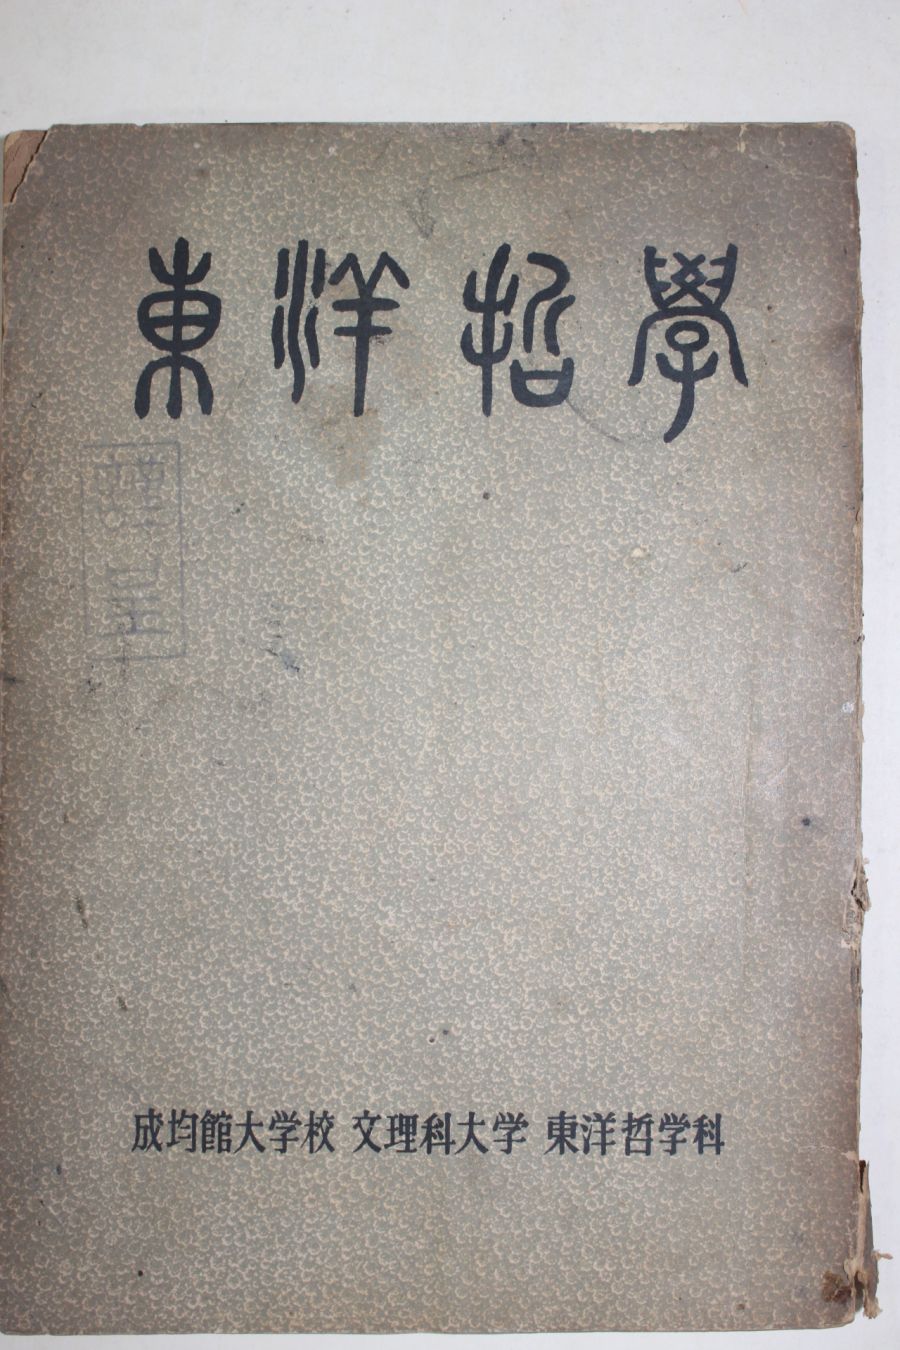 東洋哲學
呈
成均館大学校 文理科大学 東洋哲学科